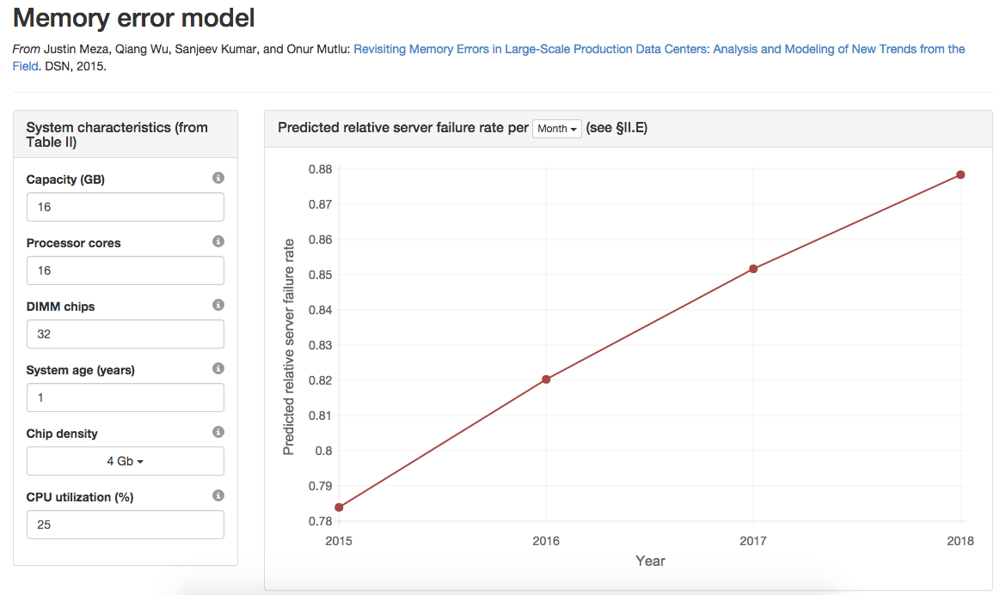 Memory error model
From Justin Meza, Qiang Wu, Sanjeev Kumar, and Onur Mutlu: Revisiting Memory Errors in Large-Scale Production Data Centers: Analysis and Modeling of New Trends from the
Field. DSN, 2015.
System characteristics (from
Table II)
Capacity (GB)
16
Processor cores
16
DIMM chips
32
System age (years)
1
Chip density
4 Gb
CPU utilization (%)
25
Predicted relative server failure rate per Month (see §II.E)
Predicted relative server failure rate
0.88
0.87
0.86
0.85
0.84
0.83
0.82
0.81
0.8
0.79
0.78
2015 2016 2017 2018
Year